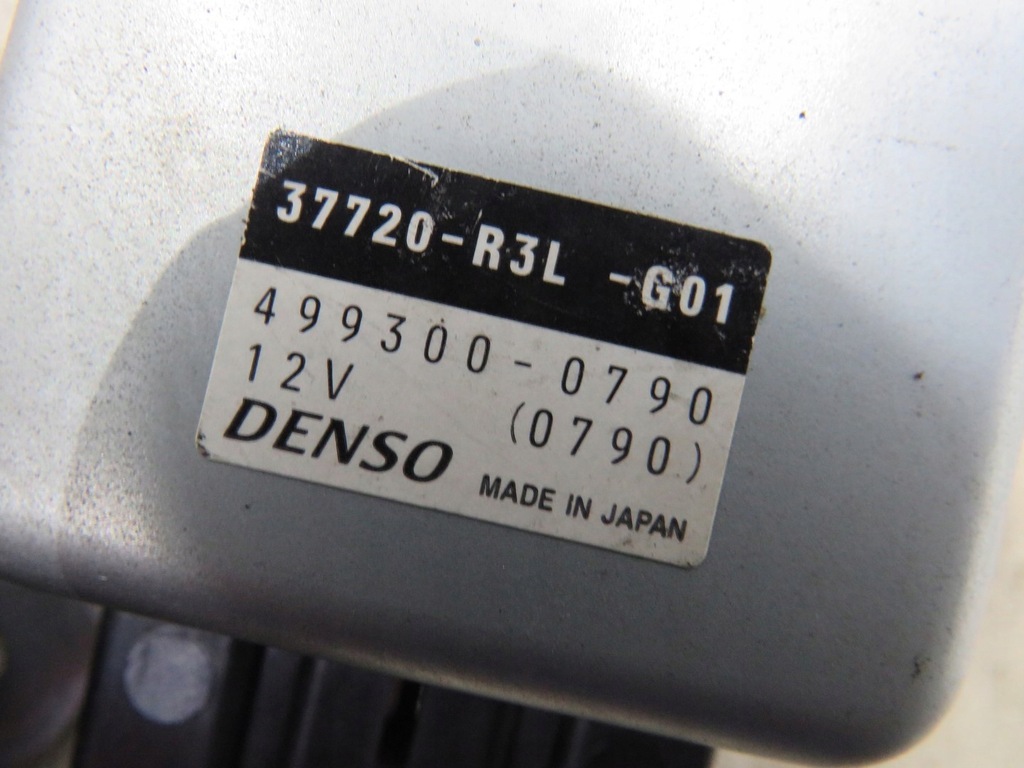 37720-R3L -G01
499300-0790
12V (0790)
DENSO MADE IN JAPAN